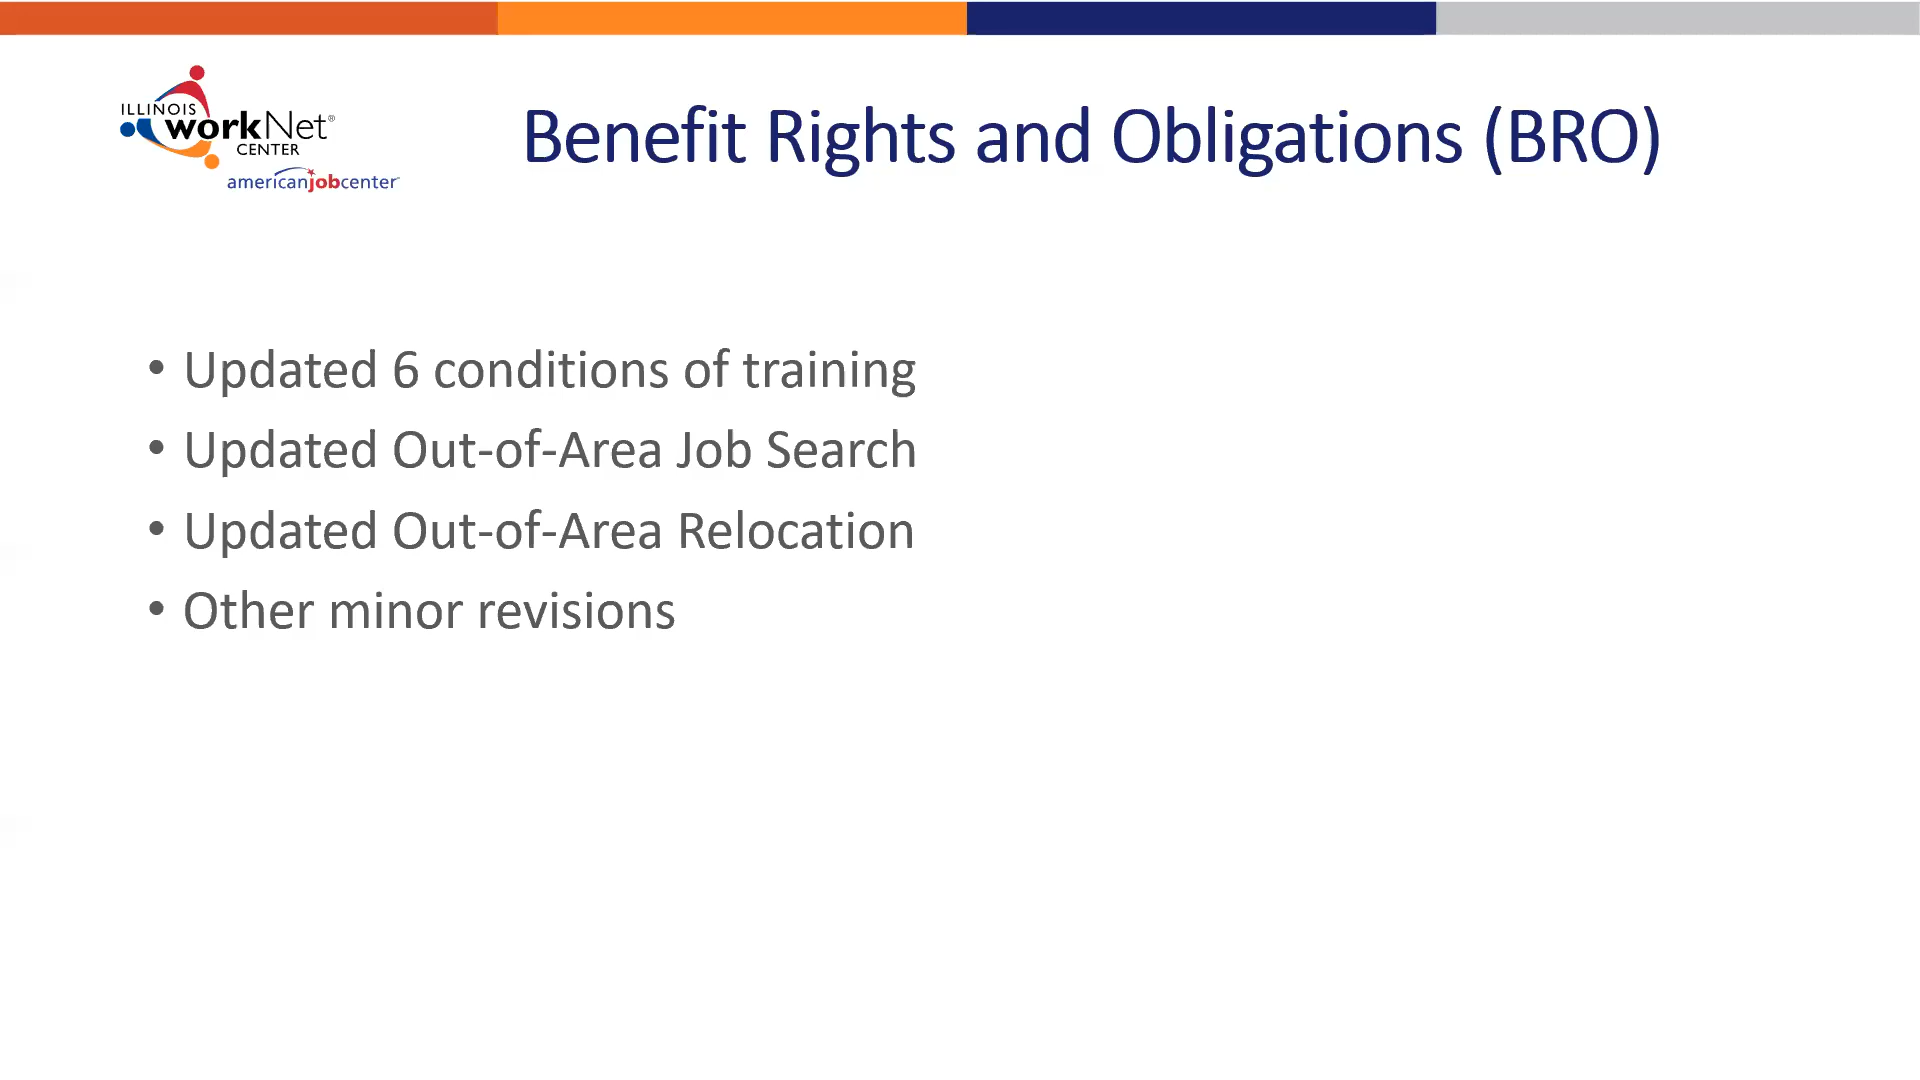 ILLINOIS
workNet®
CENTER
americanjobcenter™
Benefit Rights and Obligations (BRO)
• Updated 6 conditions of training
• Updated Out-of-Area Job Search
• Updated Out-of-Area Relocation
• Other minor revisions